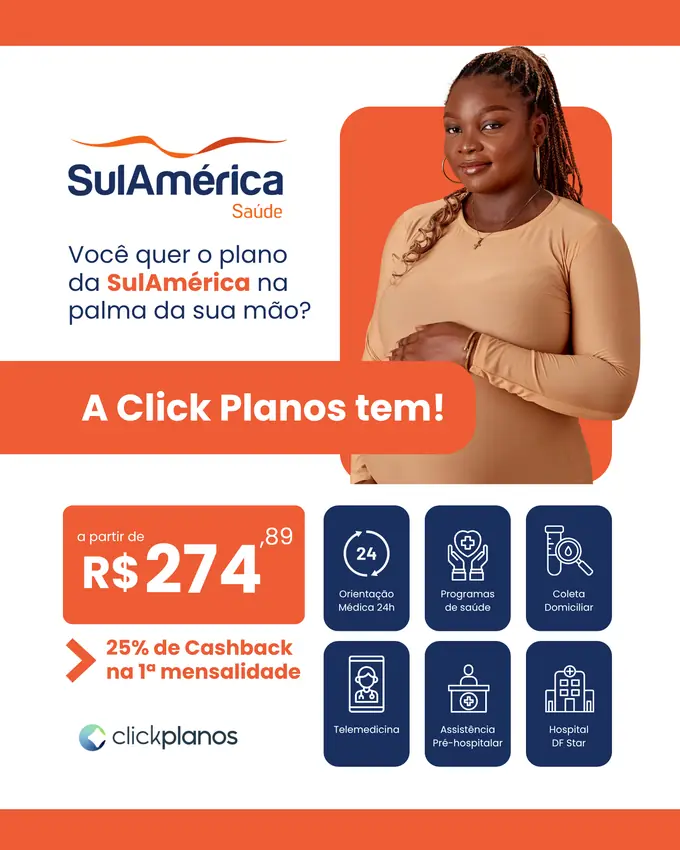 SulAmérica
Saúde
Você quer o plano
da SulAmérica na
palma da sua mão?
A Click Planos tem!
a partir de
R$ 274,89
25% de Cashback
na 1ª mensalidade
clickplanos
24
Orientação
Médica 24h
Programas
de saúde
Coleta
Domiciliar
Telemedicina
Assistência
Pré-hospitalar
Hospital
DF Star